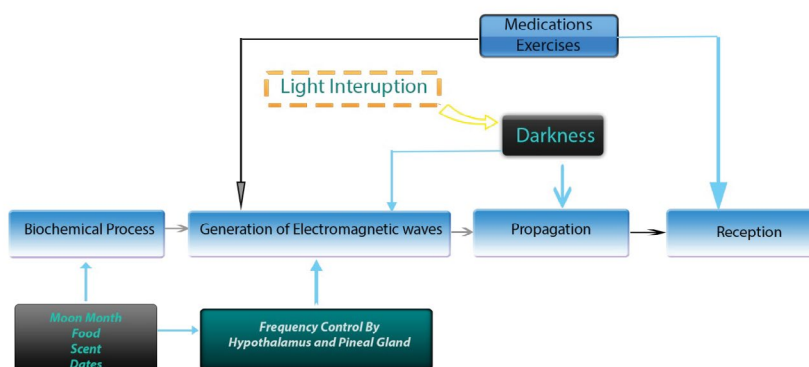 Medications
Exercises
Light Interuption
Darkness
Biochemical Process
Generation of Electromagnetic waves
Propagation
Reception
Moon Month
Food
Scent
Dates
Frequency Control By
Hypothalamus and Pineal Gland